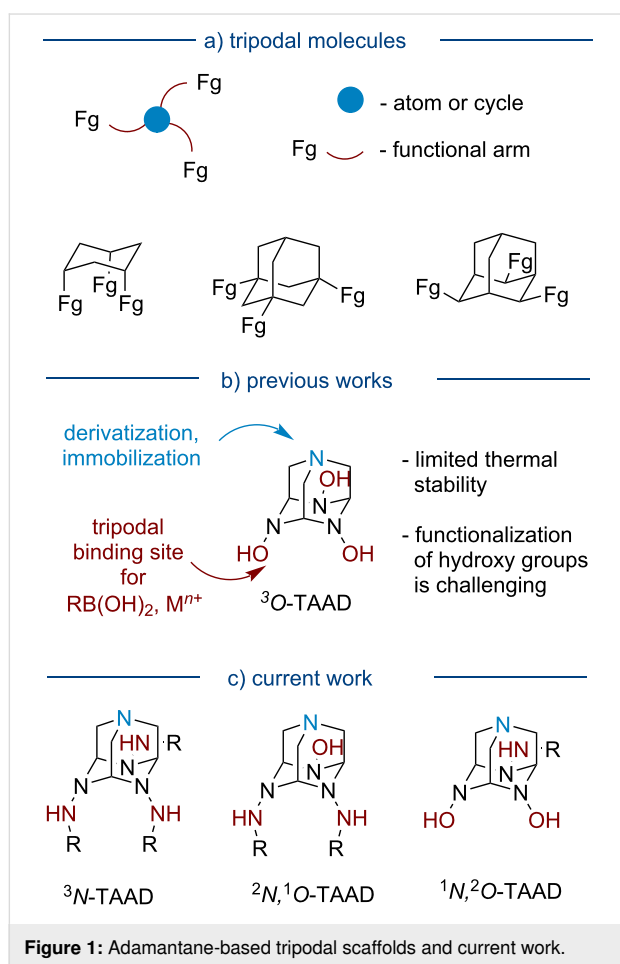 a) tripodal molecules
Fg
Fg
Fg
- atom or cycle
Fg - functional arm
Fg
Fg
Fg
Fg
Fg
Fg
Fg
Fg
Fg
b) previous works
derivatization,
immobilization
N
OH
N
N
N
HO
OH
tripodal
binding site
for
RB(OH)₂, Mⁿ⁺
³O-TAAD
- limited thermal
stability
- functionalization
of hydroxy groups
is challenging
c) current work
N
HN R
N
N
N
HN
NH
R
R
³N-TAAD
N
OH
N
N
N
HN
NH
R
R
²N,¹O-TAAD
N
HN R
N
N
N
HO
OH
¹N,²O-TAAD
Figure 1: Adamantane-based tripodal scaffolds and current work.